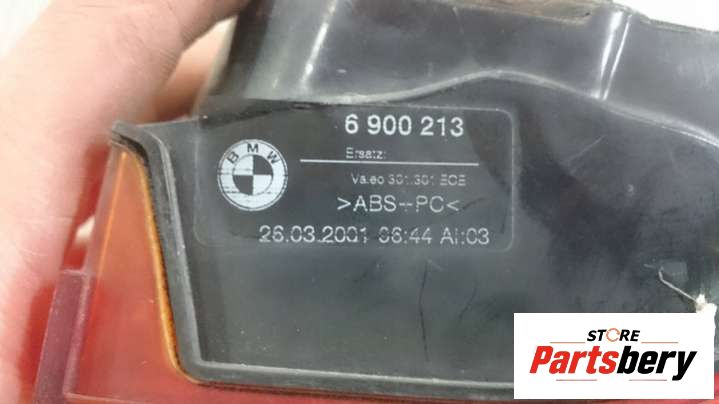 6 900 213
BMW
Ersatz:
Valeo 301.301 ECE
>ABS-PC<
26.03.2001 06:44 AI:03
STORE
Partsbery